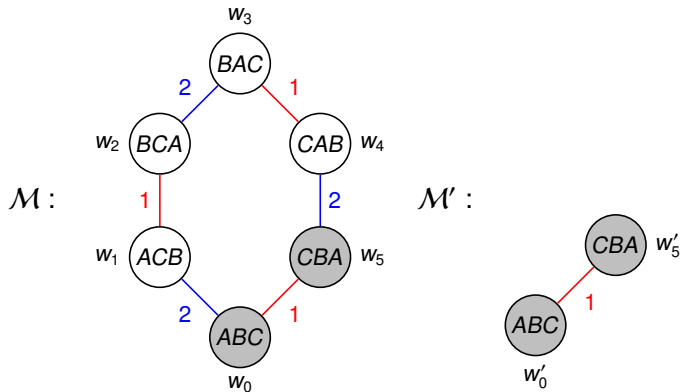 w₃
BAC
2 1
w₂ BCA CAB w₄
ℳ : 1 2 ℳ′ :
CBA w′₅
w₁ ACB CBA w₅
1
2 1 ABC
ABC
w′₀
w₀